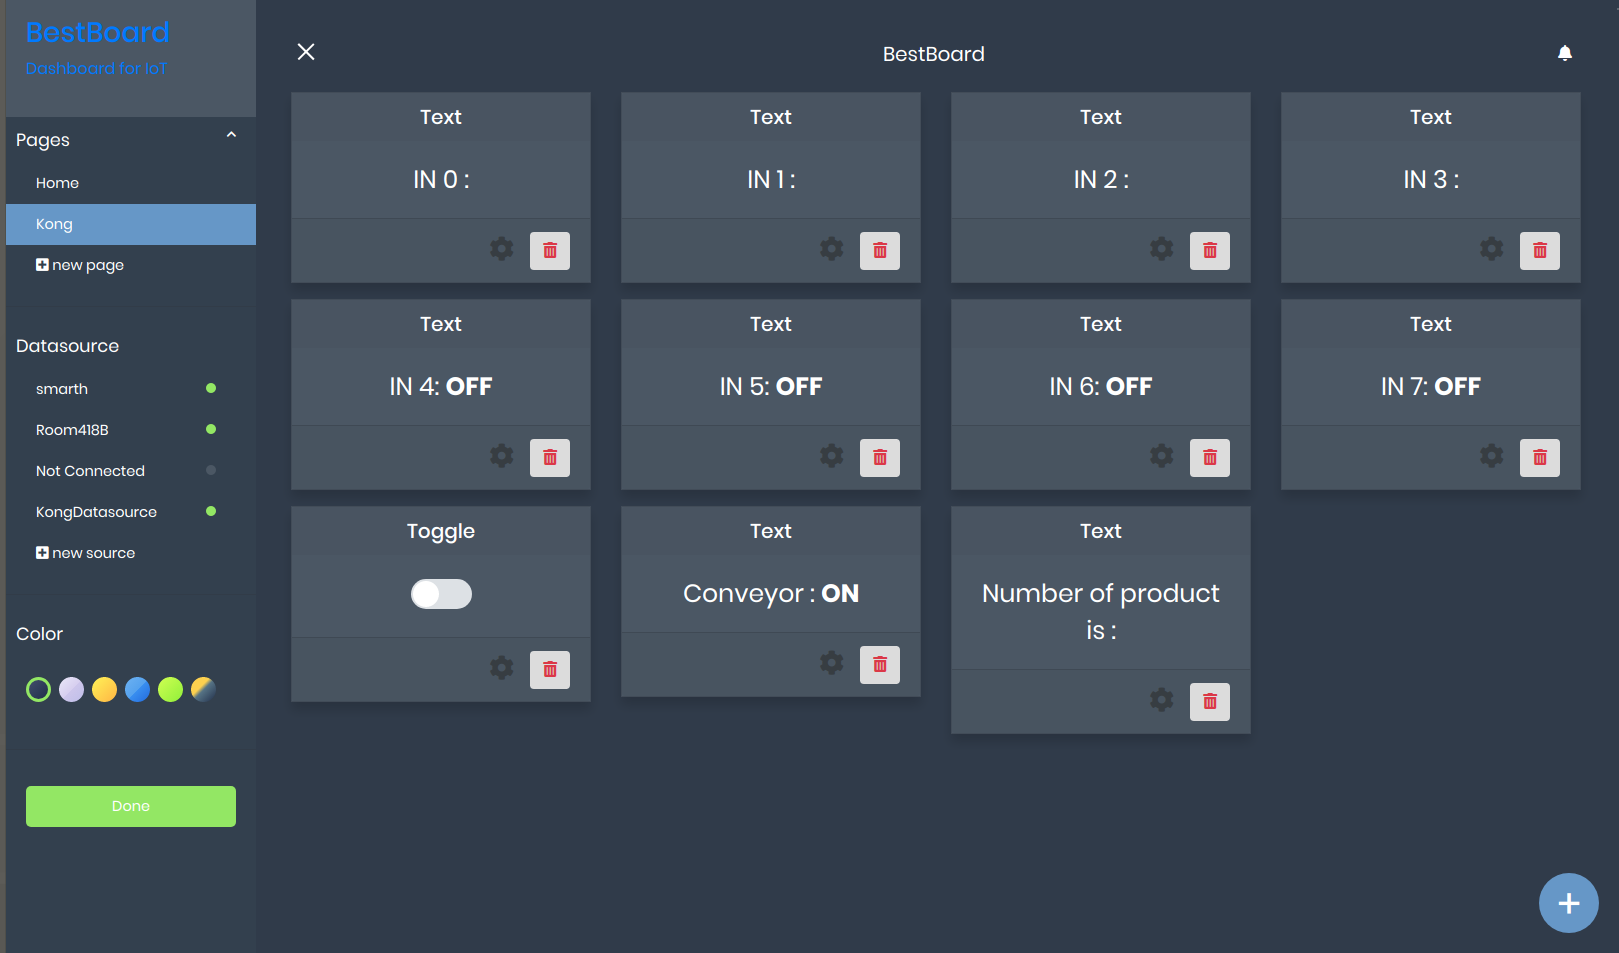 BestBoard
Dashboard for IoT
Pages
Home
Kong
new page
Datasource
smarth
Room418B
Not Connected
KongDatasource
new source
Color
Done
BestBoard
Text
IN 0 :
Text
IN 1 :
Text
IN 2 :
Text
IN 3 :
Text
IN 4: OFF
Text
IN 5: OFF
Text
IN 6: OFF
Text
IN 7: OFF
Toggle
Text
Conveyor : ON
Text
Number of product
is :